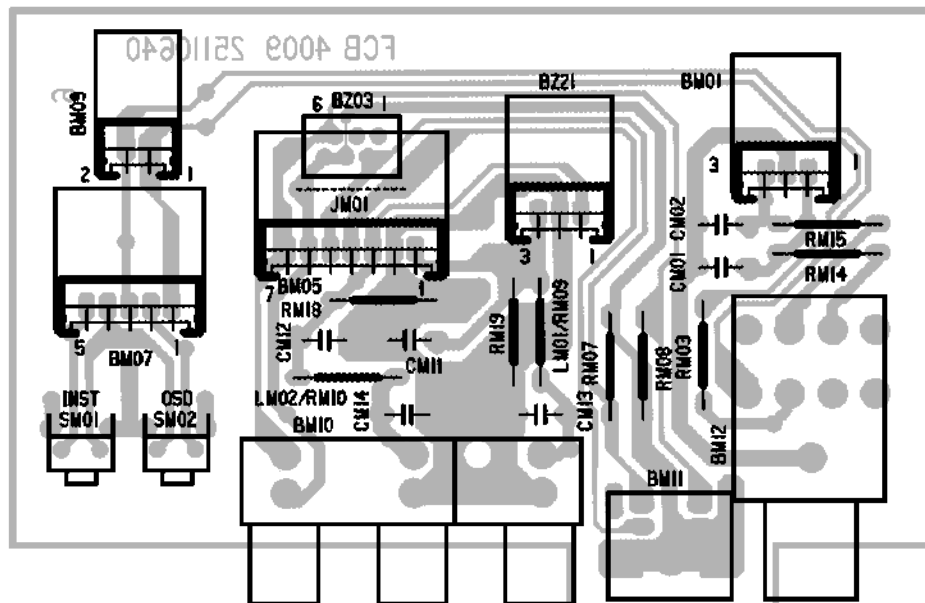 FCB 4009 25110640
BM09
2 1
6 BZ03 1
JM01
BZ21
3 1
BM01
3 1
CM02
RM15
CM01
RM14
7 BM05 1
RM18
CM12
CM11
LM02/RM10
CM14
BM10
RM19
LM01/RM09
CM13
RM07
RM08
RM03
BM12
BM11
5 1
BM07
INST
SM01
OSD
SM02